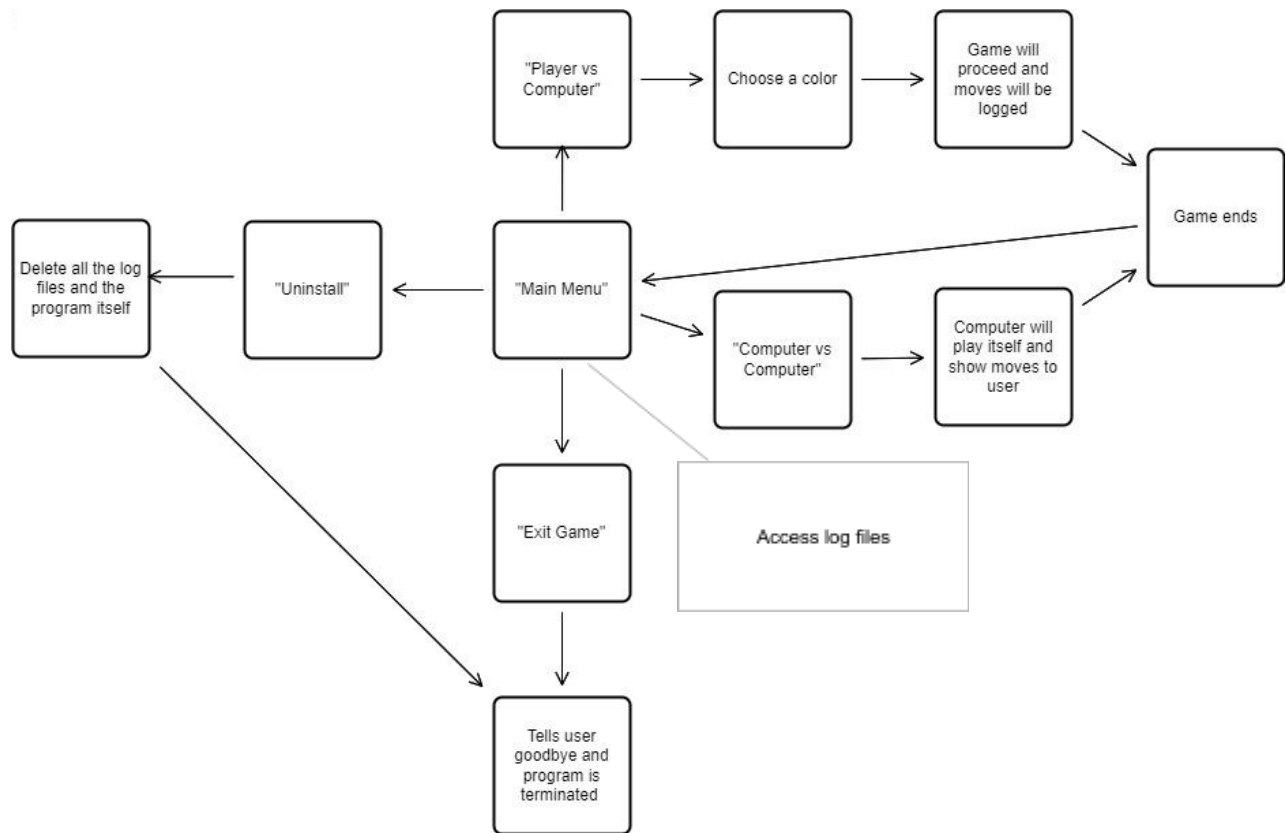 "Player vs
Computer"
Choose a color
Game will
proceed and
moves will be
logged
Game ends
Delete all the log
files and the
program itself
"Uninstall"
"Main Menu"
"Computer vs
Computer"
Computer will
play itself and
show moves to
user
"Exit Game"
Access log files
Tells user
goodbye and
program is
terminated